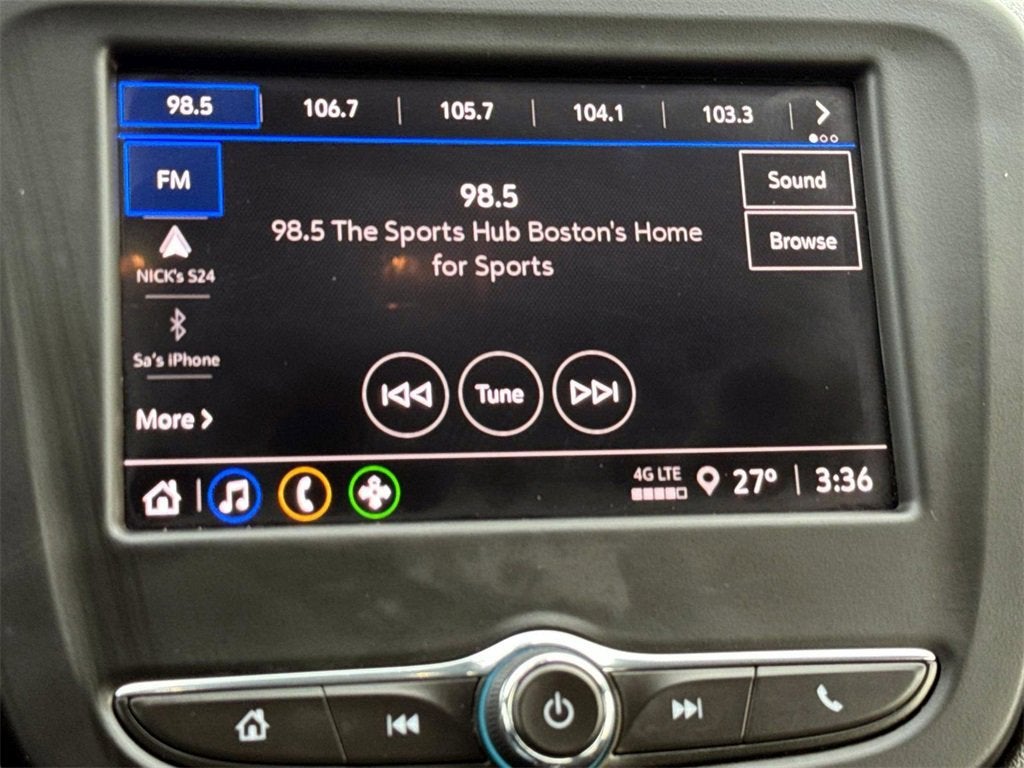 98.5 | 106.7 | 105.7 | 104.1 | 103.3 |
FM
98.5
Sound
98.5 The Sports Hub Boston's Home
for Sports
Browse
NICK's S24
Sa's iPhone
Tune
More
4G LTE
27° | 3:36